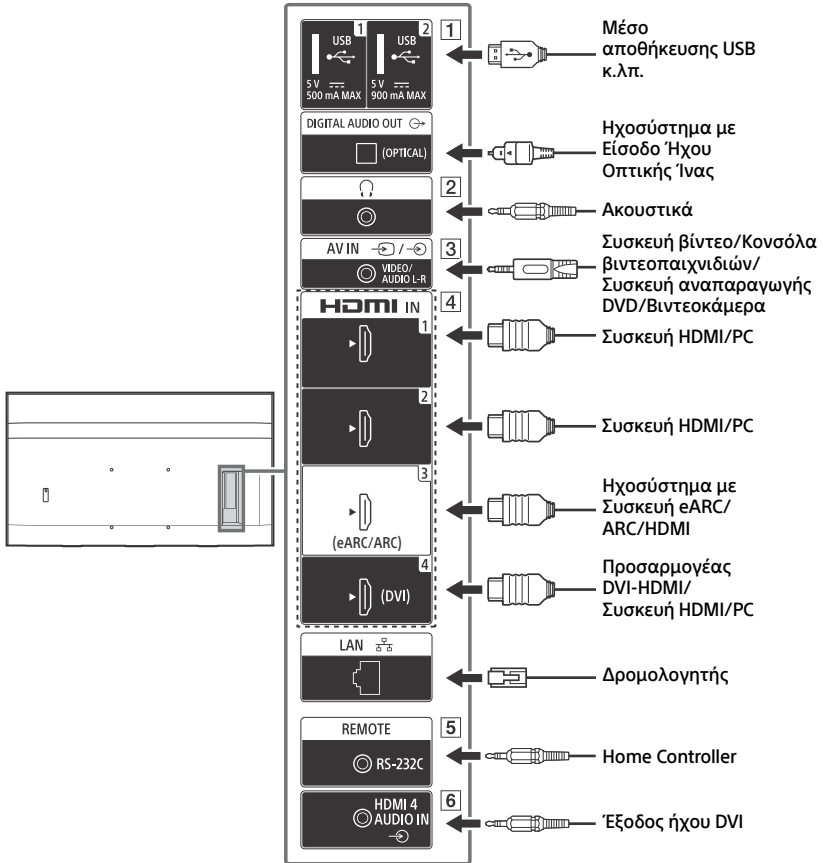 1
USB
5 V
500 mA MAX
2
USB
5 V
900 mA MAX
1
Μέσο
αποθήκευσης USB
κ.λπ.
DIGITAL AUDIO OUT
(OPTICAL)
Ηχοσύστημα με
Είσοδο Ήχου
Οπτικής Ίνας
2
Ακουστικά
AV IN /
VIDEO/
AUDIO L-R
3
Συσκευή βίντεο/Κονσόλα
βιντεοπαιχνιδιών/
Συσκευή αναπαραγωγής
DVD/Βιντεοκάμερα
HDMI IN
4
1
Συσκευή HDMI/PC
2
Συσκευή HDMI/PC
3
(eARC/ARC)
Ηχοσύστημα με
Συσκευή eARC/
ARC/HDMI
4
(DVI)
Προσαρμογέας
DVI-HDMI/
Συσκευή HDMI/PC
LAN
Δρομολογητής
REMOTE
RS-232C
5
Home Controller
HDMI 4
AUDIO IN
6
Έξοδος ήχου DVI